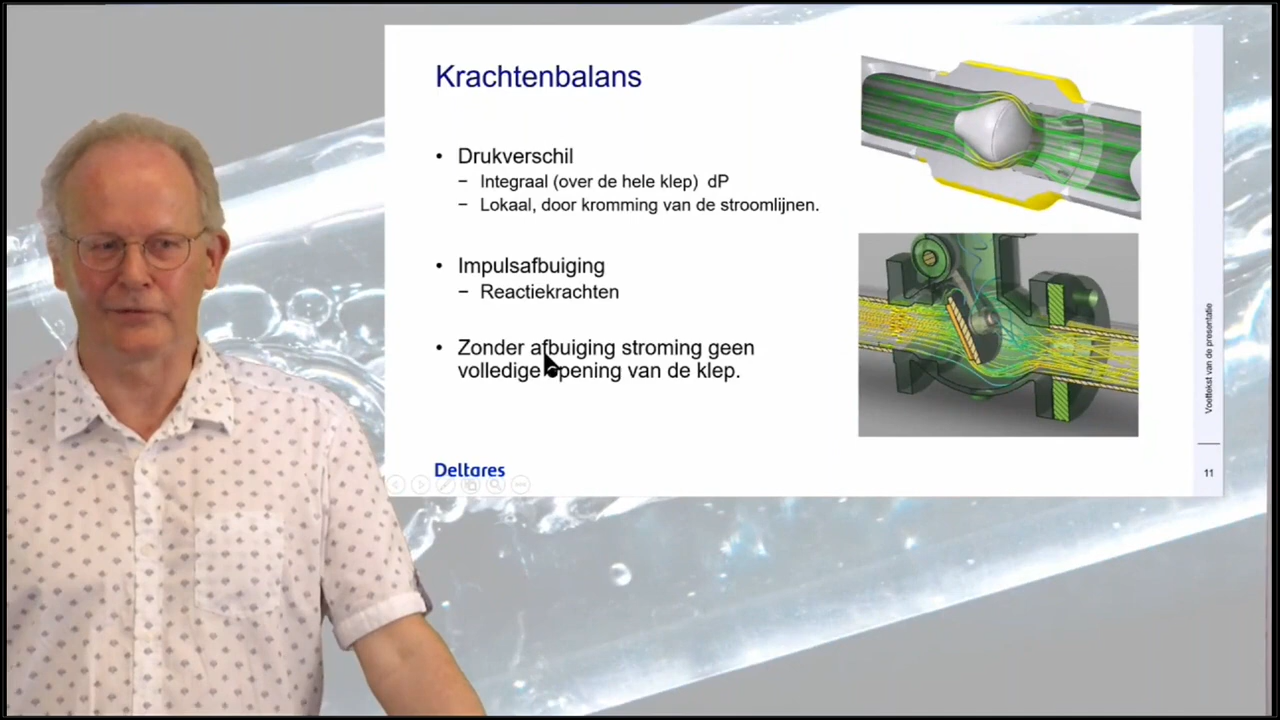 Krachtenbalans
• Drukverschil
− Integraal (over de hele klep) dP
− Lokaal, door kromming van de stroomlijnen.
• Impulsafbuiging
− Reactiekrachten
• Zonder afbuiging stroming geen
volledige opening van de klep.
Deltares
Voettekst van de presentatie
11